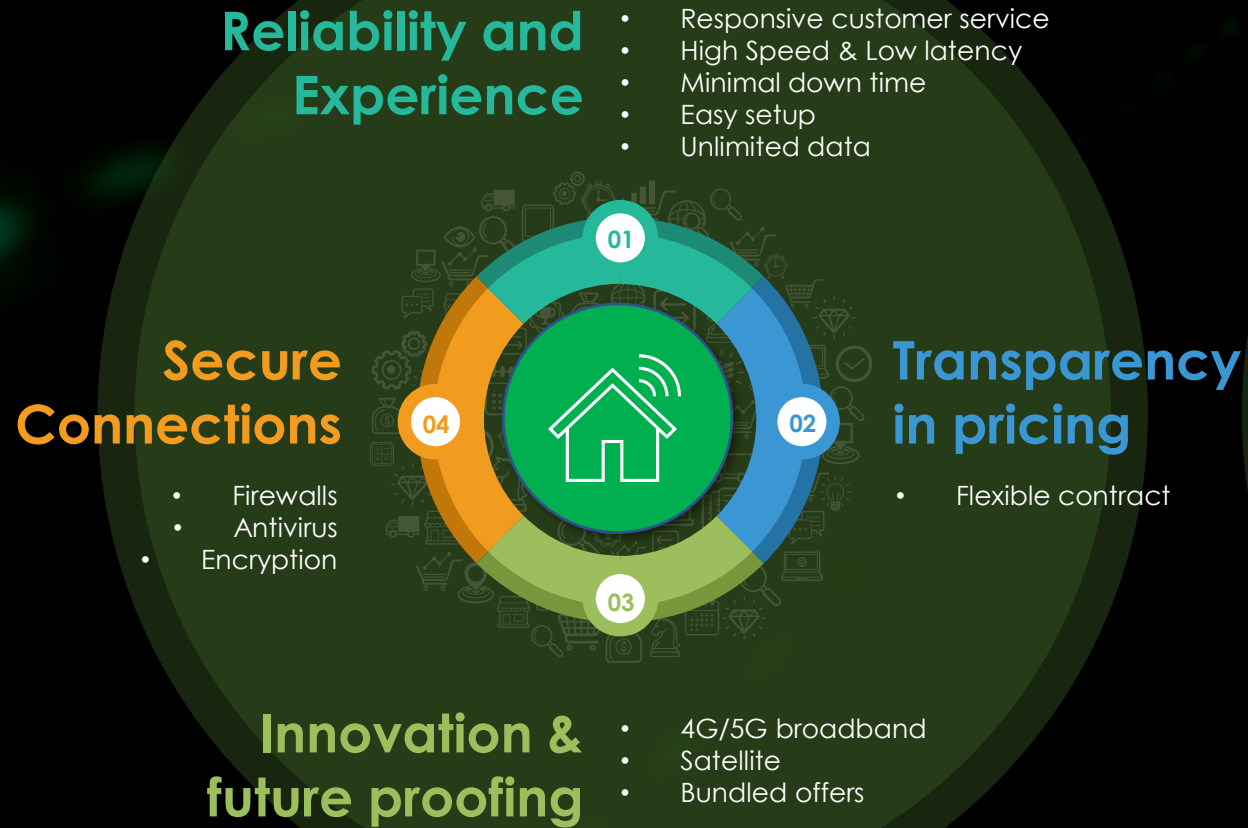 Reliability and
Experience
• Responsive customer service
• High Speed & Low latency
• Minimal down time
• Easy setup
• Unlimited data
01
Transparency
in pricing
02
• Flexible contract
Secure
Connections
04
• Firewalls
• Antivirus
• Encryption
03
Innovation &
future proofing
• 4G/5G broadband
• Satellite
• Bundled offers